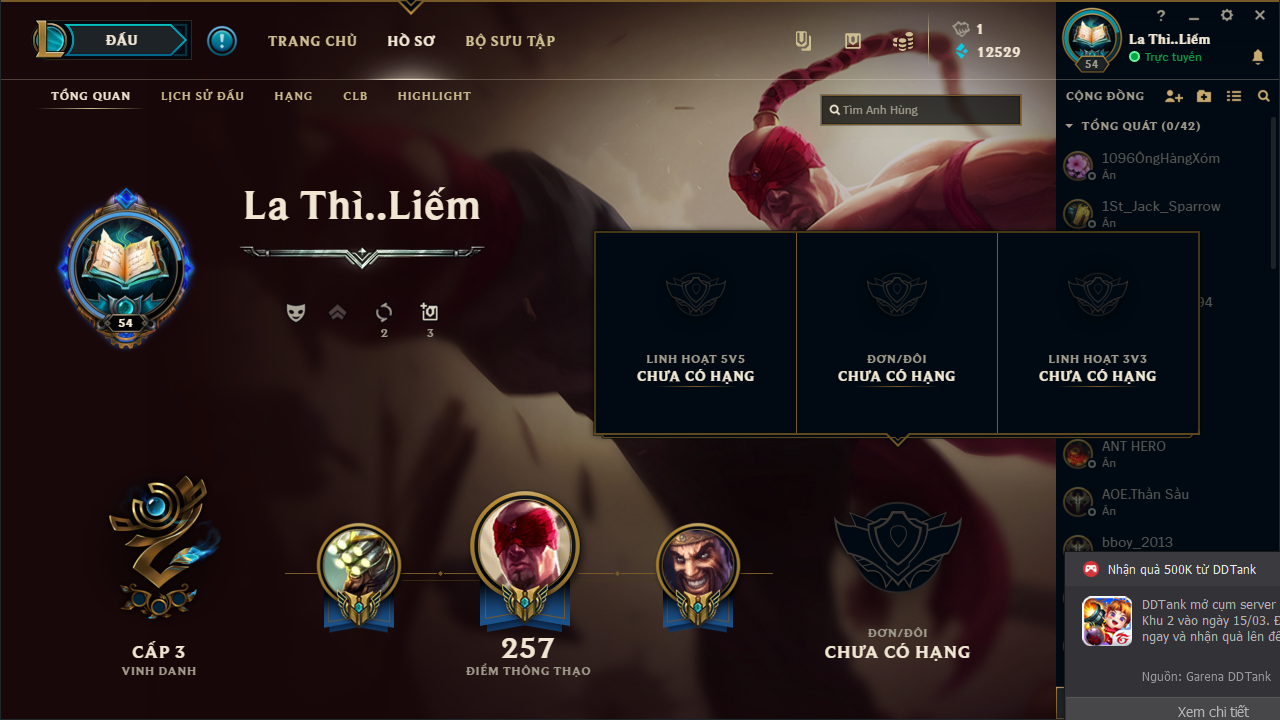 ĐẤU
TRANG CHỦ
HỒ SƠ
BỘ SƯU TẬP
1
12529
?
La Thì..Liếm
Trực tuyến
54
TỔNG QUAN
LỊCH SỬ ĐẤU
HẠNG
CLB
HIGHLIGHT
Tìm Anh Hùng
CỘNG ĐỒNG
TỔNG QUÁT (0/42)
1096ÔngHàngXóm
Ẩn
1St_Jack_Sparrow
Ẩn
94
La Thì..Liếm
54
2
3
LINH HOẠT 5V5
CHƯA CÓ HẠNG
ĐƠN/ĐÔI
CHƯA CÓ HẠNG
LINH HOẠT 3V3
CHƯA CÓ HẠNG
ANT HERO
Ẩn
AOE.Thần Sầu
Ẩn
bboy_2013
CẤP 3
VINH DANH
257
ĐIỂM THÔNG THẠO
ĐƠN/ĐÔI
CHƯA CÓ HẠNG
Nhận quà 500K từ DDTank
DDTank mở cụm server
Khu 2 vào ngày 15/03. Đ
ngay và nhận quà lên đế
Nguồn: Garena DDTank
Xem chi tiết